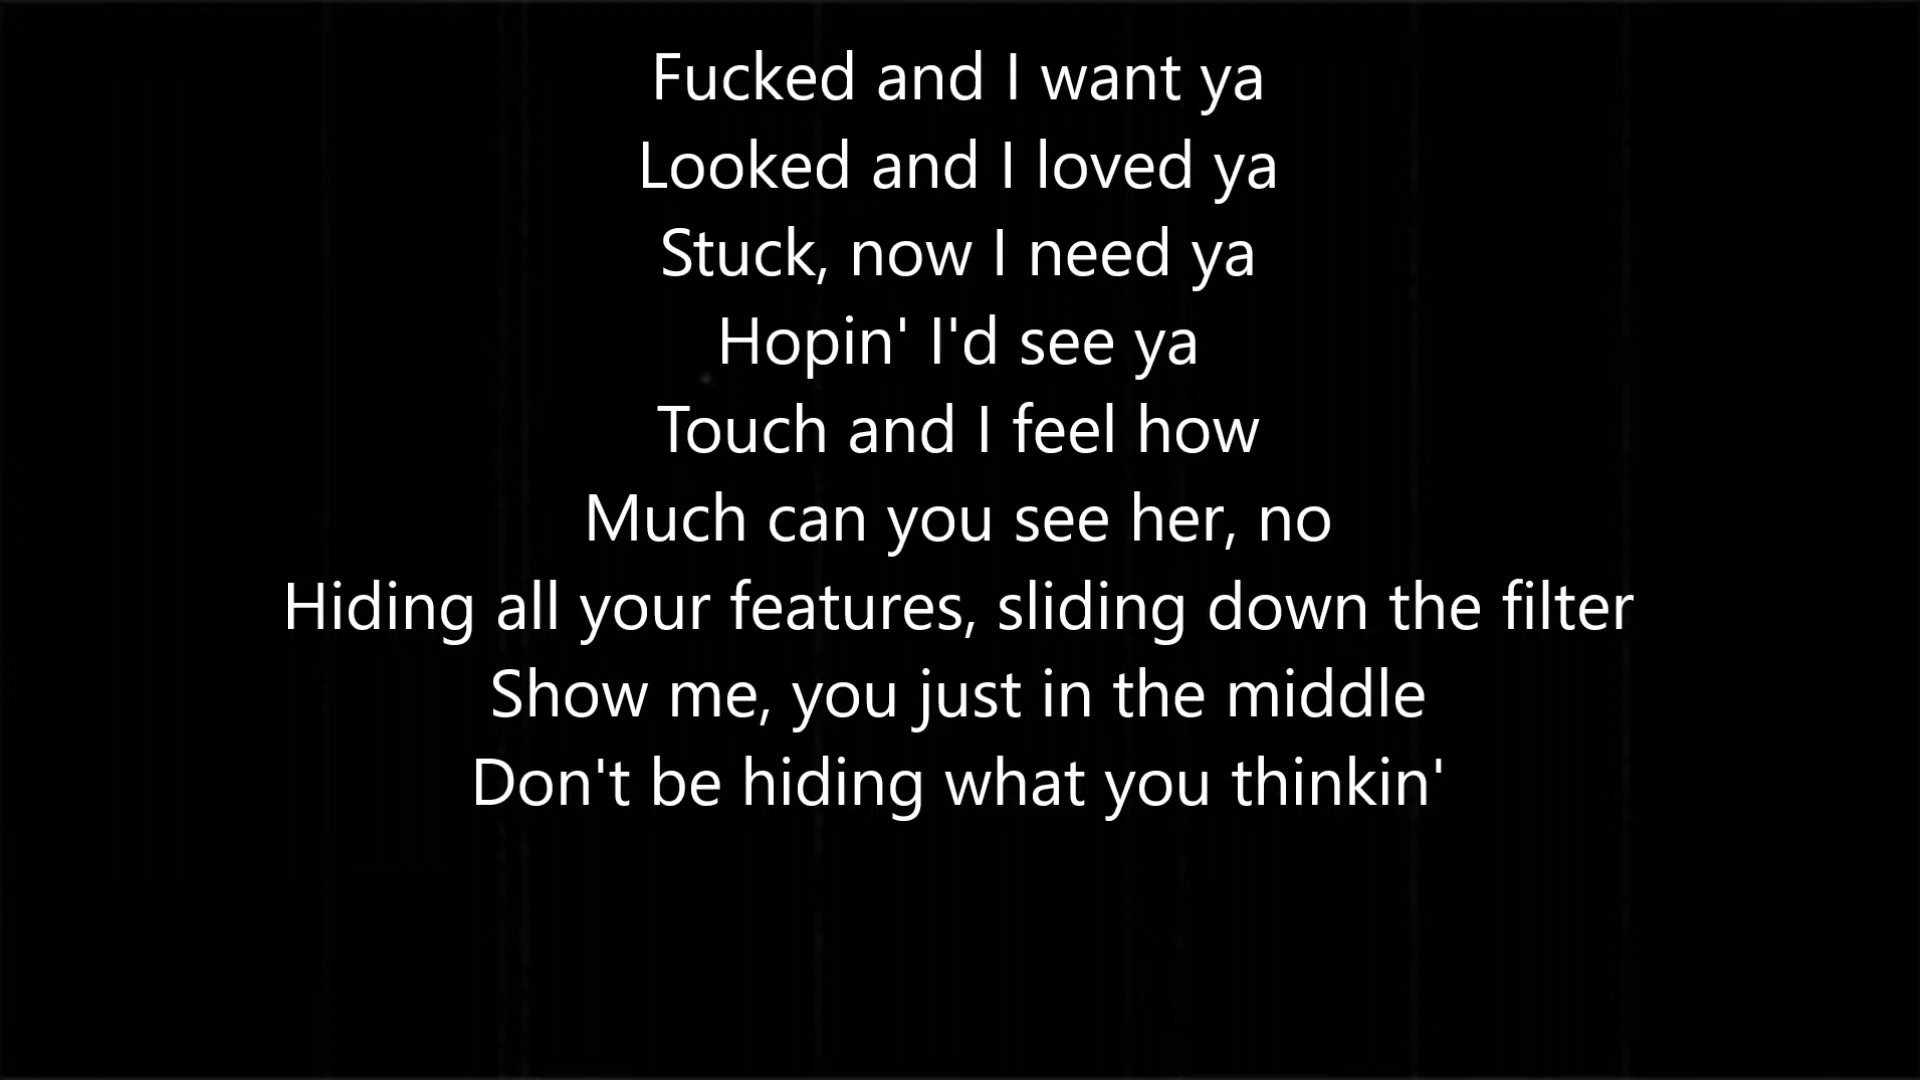 Fucked and I want ya
Looked and I loved ya
Stuck, now I need ya
Hopin' I'd see ya
Touch and I feel how
Much can you see her, no
Hiding all your features, sliding down the filter
Show me, you just in the middle
Don't be hiding what you thinkin'